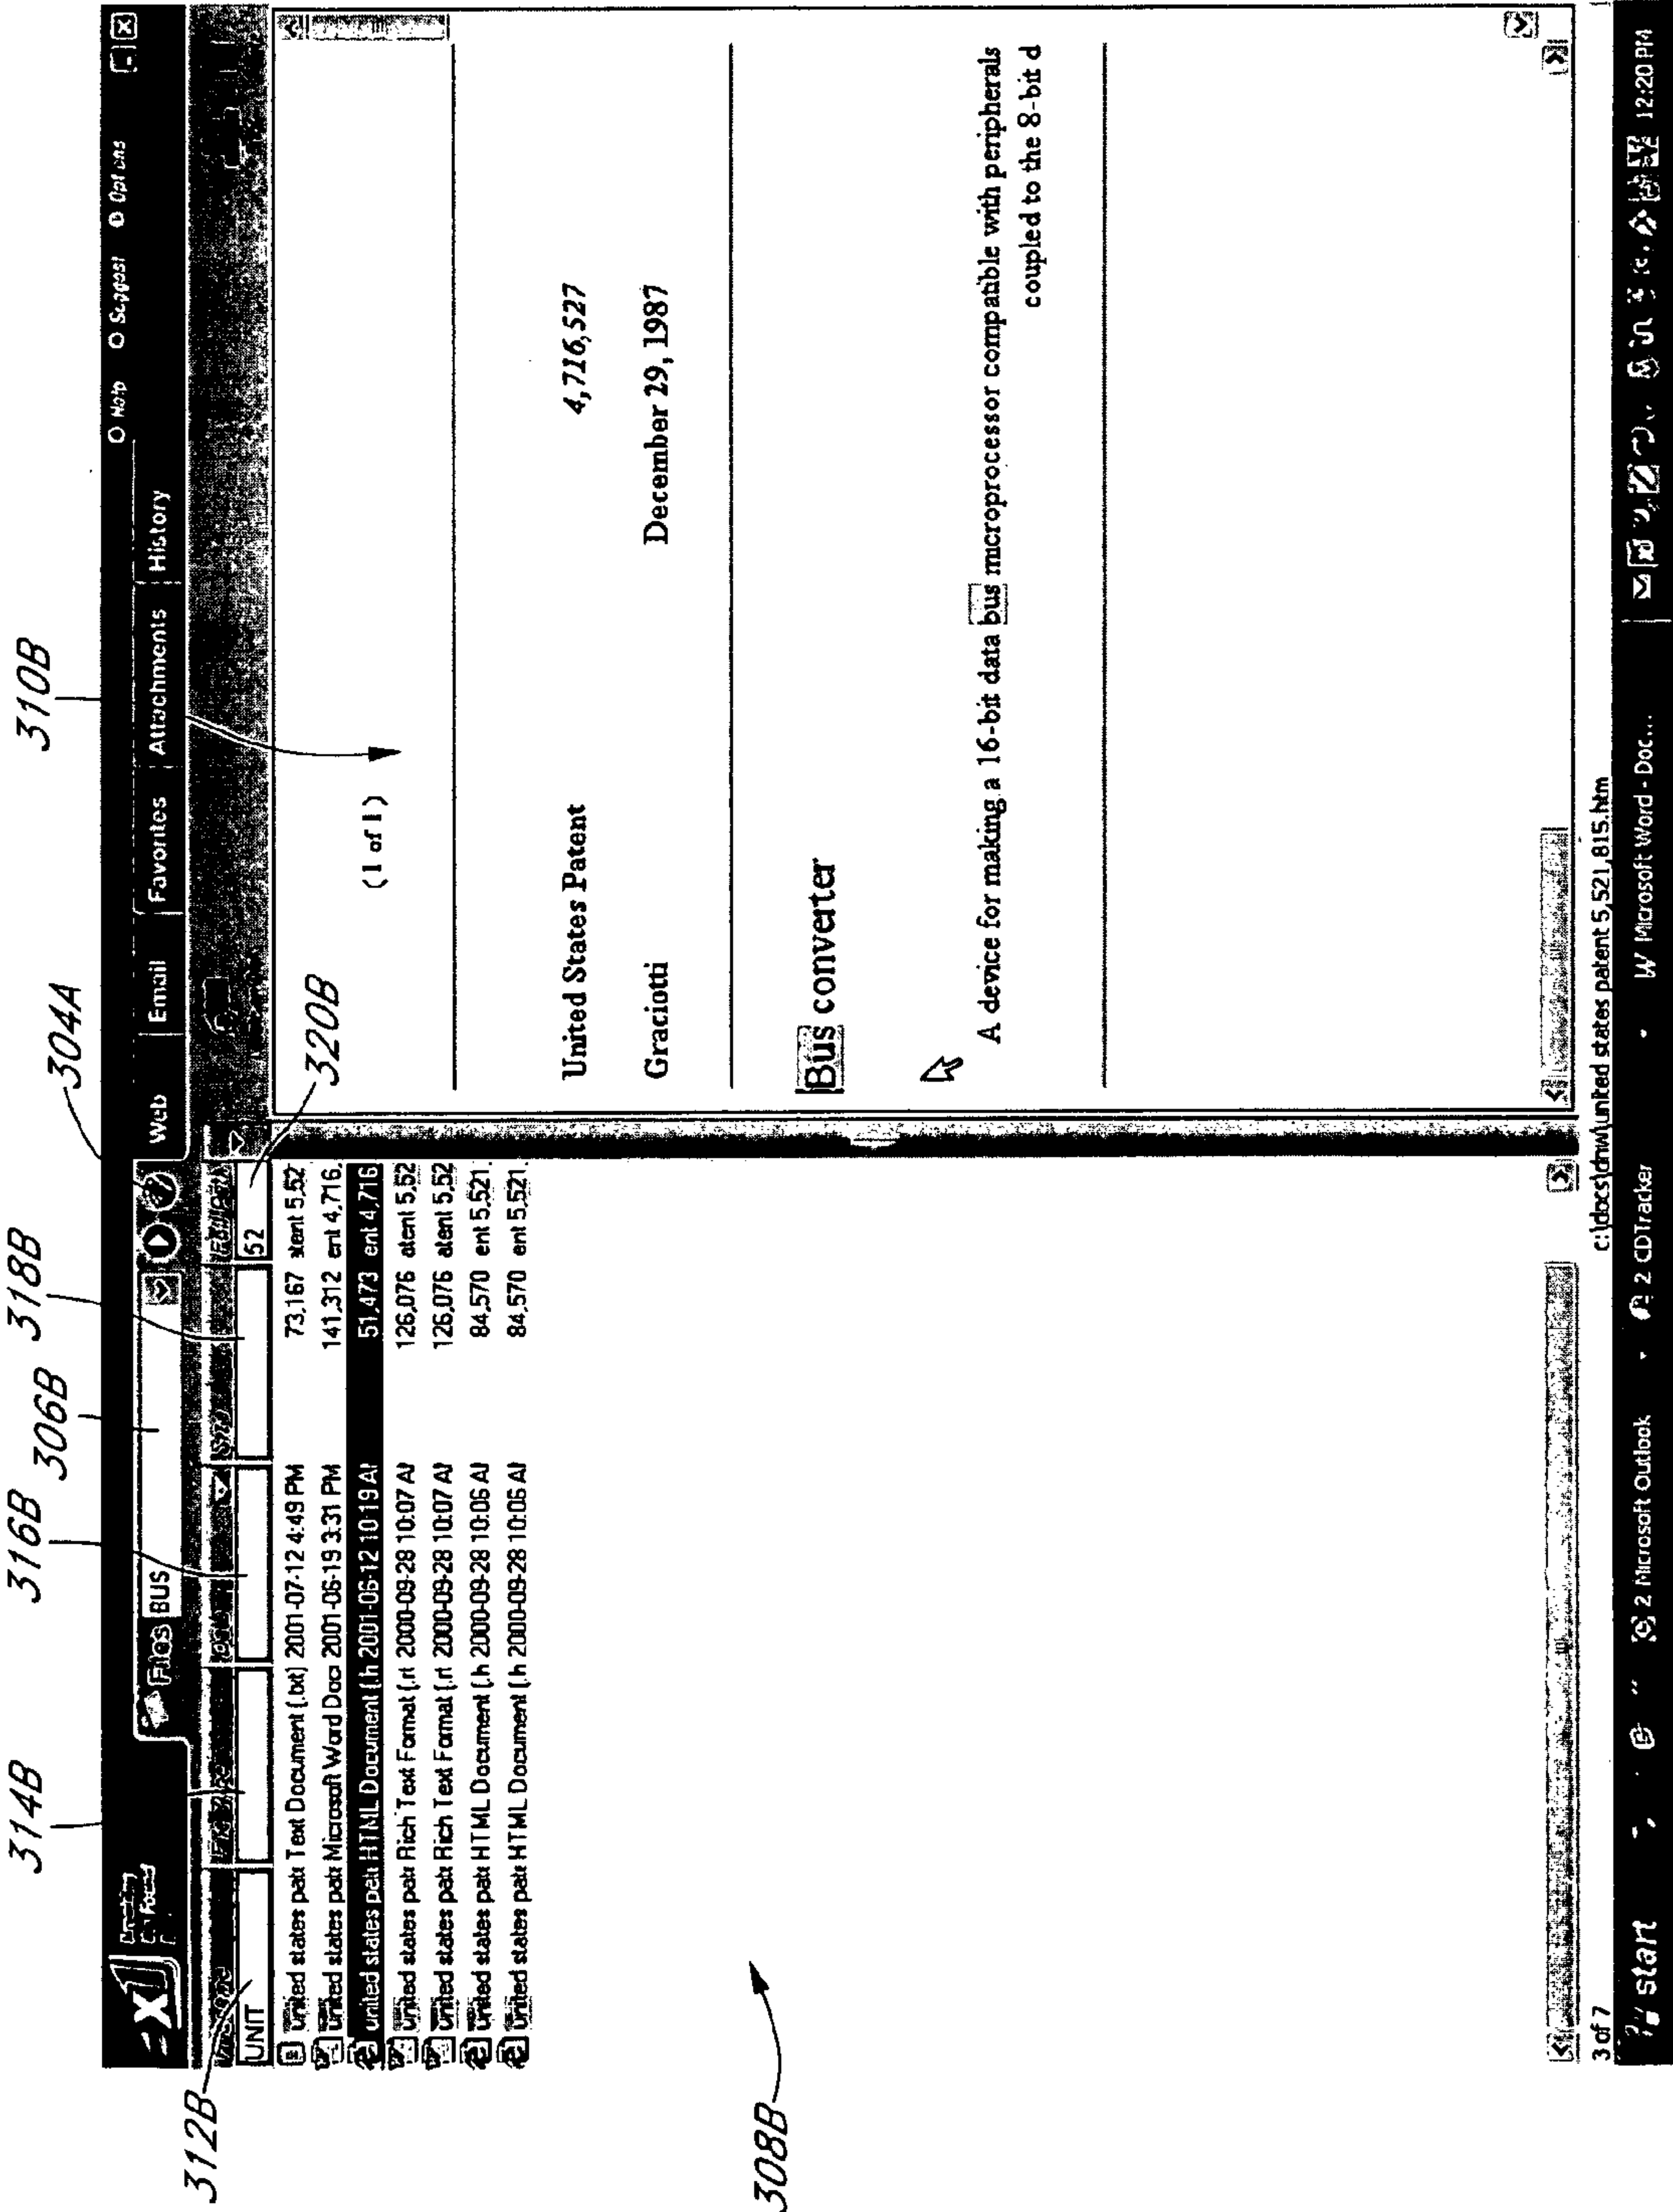 314B 316B 306B 318B 304A 310B
X1
Files BUS
Web Email Favorites Attachments History
Help Suggest Options
312B
UNIT
52
320B
united states pate Text Document (.txt) 2001-07-12 4:49 PM 73,167 atent 5,52
united states pate Microsoft Word Doc 2001-06-19 3:31 PM 141,312 ent 4,716.
united states pate HTML Document (.h 2001-06-12 10:19 AM 51,473 ent 4,716
united states pate Rich Text Format (.rt 2000-09-28 10:07 AM 126,076 atent 5,52
united states pate Rich Text Format (.rt 2000-09-28 10:07 AM 126,076 atent 5,52
united states pate HTML Document (.h 2000-09-28 10:06 AM 84,570 ent 5,521.
united states pate HTML Document (.h 2000-09-28 10:06 AM 84,570 ent 5,521.
308B
(1 of 1)
United States Patent 4,716,527
Graciotti December 29, 1987
Bus converter
A device for making a 16-bit data bus microprocessor compatible with peripherals
coupled to the 8-bit d
3 of 7 c:\docs\dnw\united states patent 5,521,815.htm
start 2 Microsoft Outlook 2 CDTracker W Microsoft Word - Doc... 12:20 PM